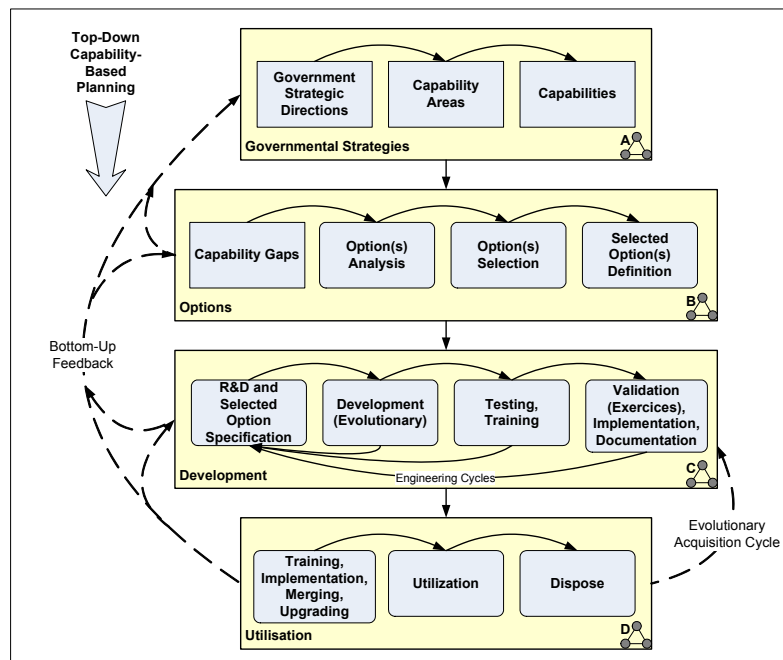 Top-Down
Capability-
Based
Planning
Government
Strategic
Directions
Capability
Areas
Capabilities
Governmental Strategies
A
Capability Gaps
Option(s)
Analysis
Option(s)
Selection
Selected
Option(s)
Definition
Options
B
Bottom-Up
Feedback
R&D and
Selected
Option
Specification
Development
(Evolutionary)
Testing,
Training
Validation
(Exercices),
Implementation,
Documentation
Engineering Cycles
Development
C
Evolutionary
Acquisition Cycle
Training,
Implementation,
Merging,
Upgrading
Utilization
Dispose
Utilisation
D